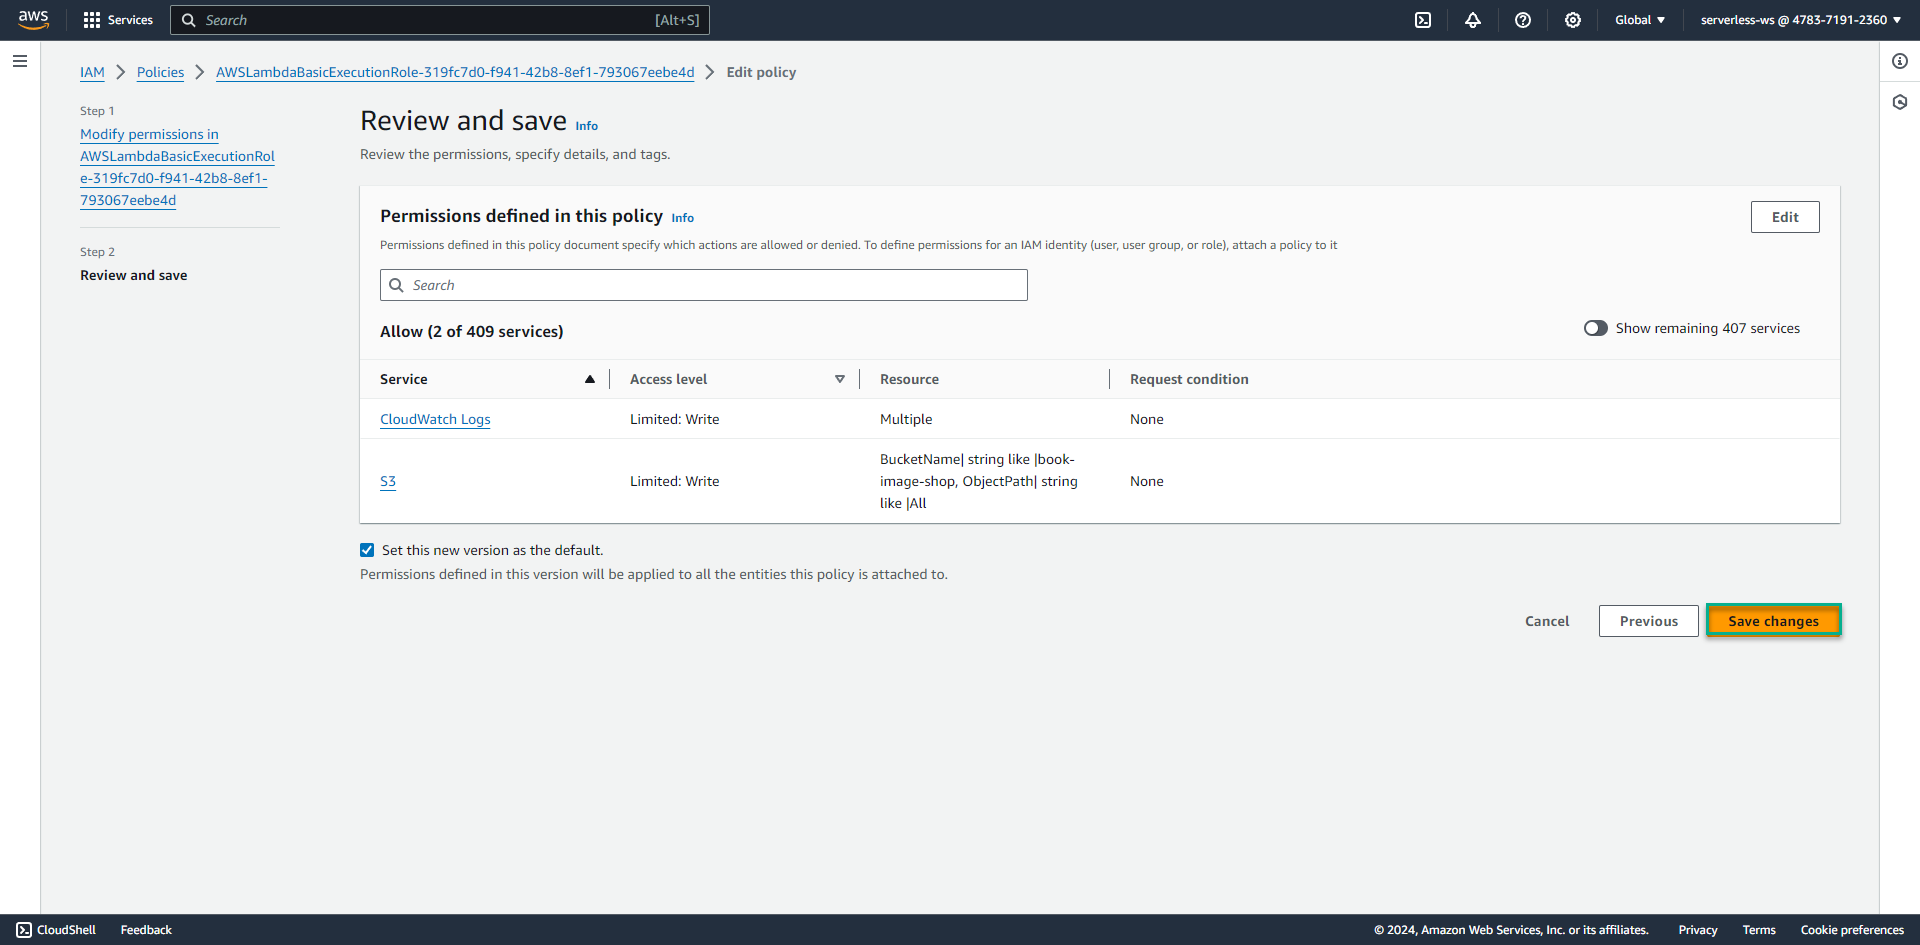 aws
Services
Search
[Alt+S]
Global
serverless-ws @ 4783-7191-2360
IAM
Policies
AWSLambdaBasicExecutionRole-319fc7d0-f941-42b8-8ef1-793067eebe4d
Edit policy
Step 1
Modify permissions in
AWSLambdaBasicExecutionRol
e-319fc7d0-f941-42b8-8ef1-
793067eebe4d
Step 2
Review and save
Review and save Info
Review the permissions, specify details, and tags.
Permissions defined in this policy Info
Edit
Permissions defined in this policy document specify which actions are allowed or denied. To define permissions for an IAM identity (user, user group, or role), attach a policy to it
Search
Allow (2 of 409 services)
Show remaining 407 services
Service
Access level
Resource
Request condition
CloudWatch Logs
Limited: Write
Multiple
None
S3
Limited: Write
BucketName| string like |book-
image-shop, ObjectPath| string
like |All
None
Set this new version as the default.
Permissions defined in this version will be applied to all the entities this policy is attached to.
Cancel
Previous
Save changes
CloudShell
Feedback
© 2024, Amazon Web Services, Inc. or its affiliates.
Privacy
Terms
Cookie preferences